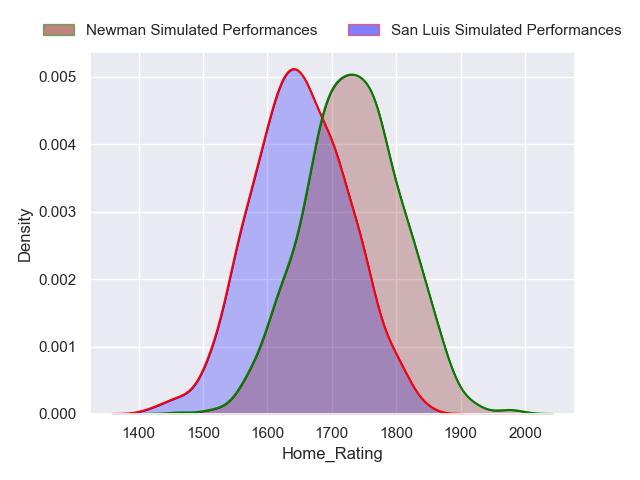 Newman Simulated Performances San Luis Simulated Performances
0.005
0.004
0.003
0.002
0.001
0.000
Density
1400 1500 1600 1700 1800 1900 2000
Home_Rating